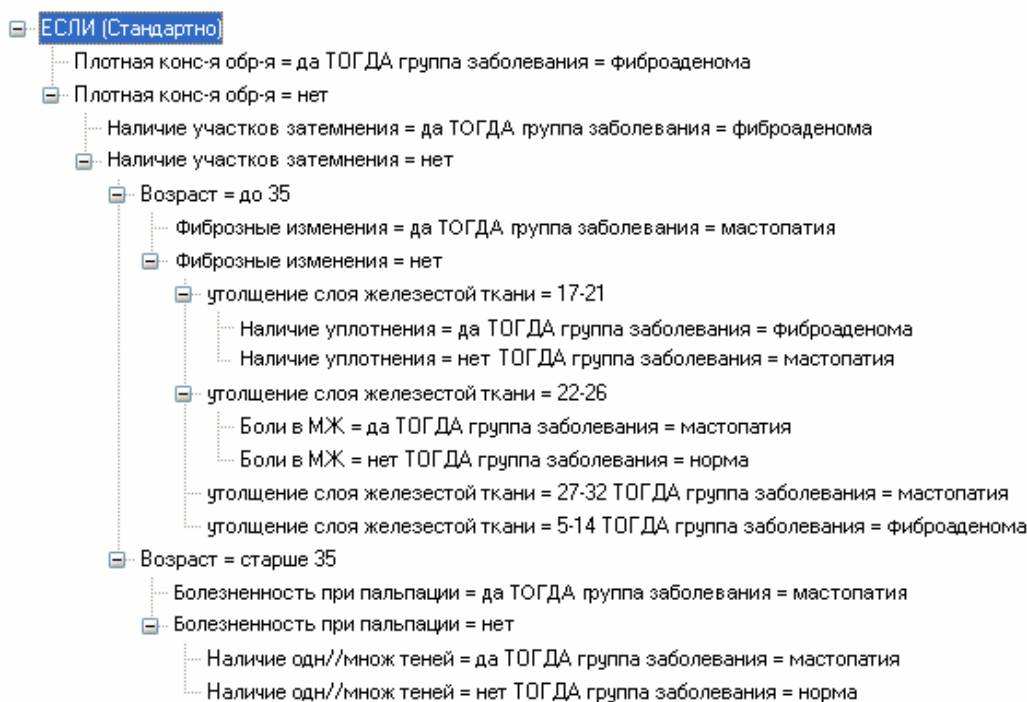 ЕСЛИ (Стандартно)
Плотная конс-я обр-я = да ТОГДА группа заболевания = фиброаденома
Плотная конс-я обр-я = нет
Наличие участков затемнения = да ТОГДА группа заболевания = фиброаденома
Наличие участков затемнения = нет
Возраст = до 35
Фиброзные изменения = да ТОГДА группа заболевания = мастопатия
Фиброзные изменения = нет
утолщение слоя железестой ткани = 17-21
Наличие уплотнения = да ТОГДА группа заболевания = фиброаденома
Наличие уплотнения = нет ТОГДА группа заболевания = мастопатия
утолщение слоя железестой ткани = 22-26
Боли в МЖ = да ТОГДА группа заболевания = мастопатия
Боли в МЖ = нет ТОГДА группа заболевания = норма
утолщение слоя железестой ткани = 27-32 ТОГДА группа заболевания = мастопатия
утолщение слоя железестой ткани = 5-14 ТОГДА группа заболевания = фиброаденома
Возраст = старше 35
Болезненность при пальпации = да ТОГДА группа заболевания = мастопатия
Болезненность при пальпации = нет
Наличие одн//множ теней = да ТОГДА группа заболевания = мастопатия
Наличие одн//множ теней = нет ТОГДА группа заболевания = норма